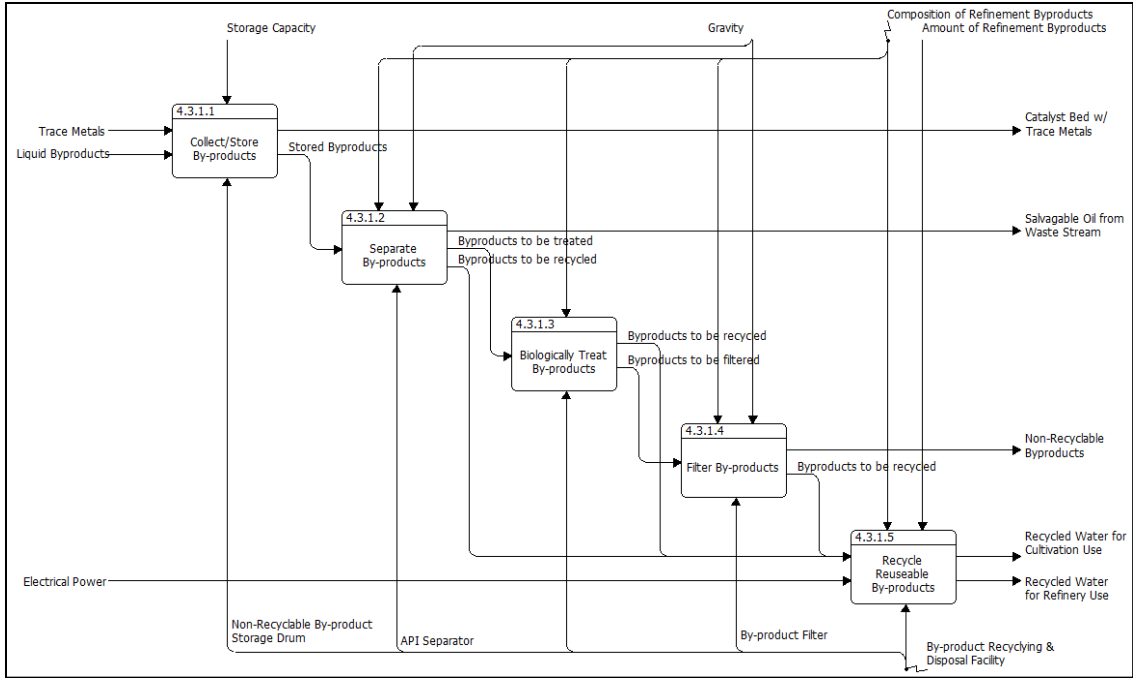 Composition of Refinement Byproducts
Storage Capacity
Gravity
Amount of Refinement Byproducts
4.3.1.1
Collect/Store
By-products
Trace Metals
Liquid Byproducts
Stored Byproducts
Catalyst Bed w/
Trace Metals
4.3.1.2
Separate
By-products
Salvagable Oil from
Waste Stream
Byproducts to be treated
Byproducts to be recycled
4.3.1.3
Biologically Treat
By-products
Byproducts to be recycled
Byproducts to be filtered
4.3.1.4
Filter By-products
Non-Recyclable
Byproducts
Byproducts to be recycled
4.3.1.5
Recycle
Reuseable
By-products
Recycled Water for
Cultivation Use
Electrical Power
Recycled Water
for Refinery Use
Non-Recyclable By-product
Storage Drum
API Separator
By-product Filter
By-product Recyclying &
Disposal Facility